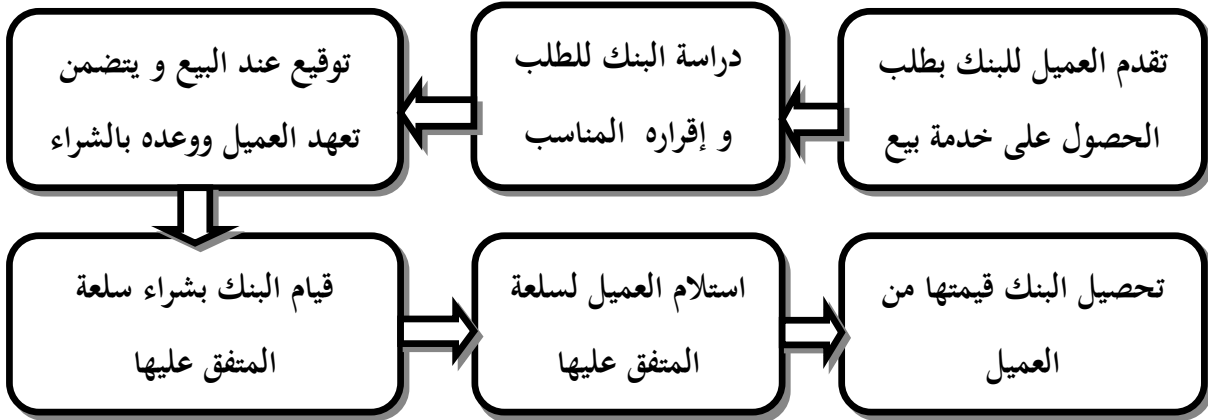 تقدم العميل للبنك بطلب
الحصول على خدمة بيع
دراسة البنك للطلب
و إقراره المناسب
توقيع عند البيع و يتضمن
تعهد العميل ووعده بالشراء
قيام البنك بشراء سلعة
المتفق عليها
استلام العميل لسلعة
المتفق عليها
تحصيل البنك قيمتها من
العميل